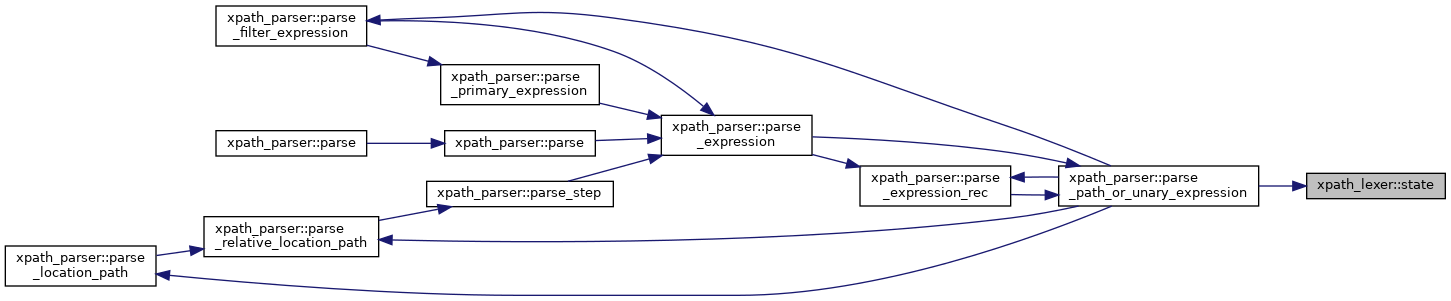 xpath_parser::parse
_filter_expression
xpath_parser::parse
_primary_expression
xpath_parser::parse
_expression
xpath_parser::parse
xpath_parser::parse
xpath_parser::parse
_expression_rec
xpath_parser::parse
_path_or_unary_expression
xpath_lexer::state
xpath_parser::parse_step
xpath_parser::parse
_relative_location_path
xpath_parser::parse
_location_path